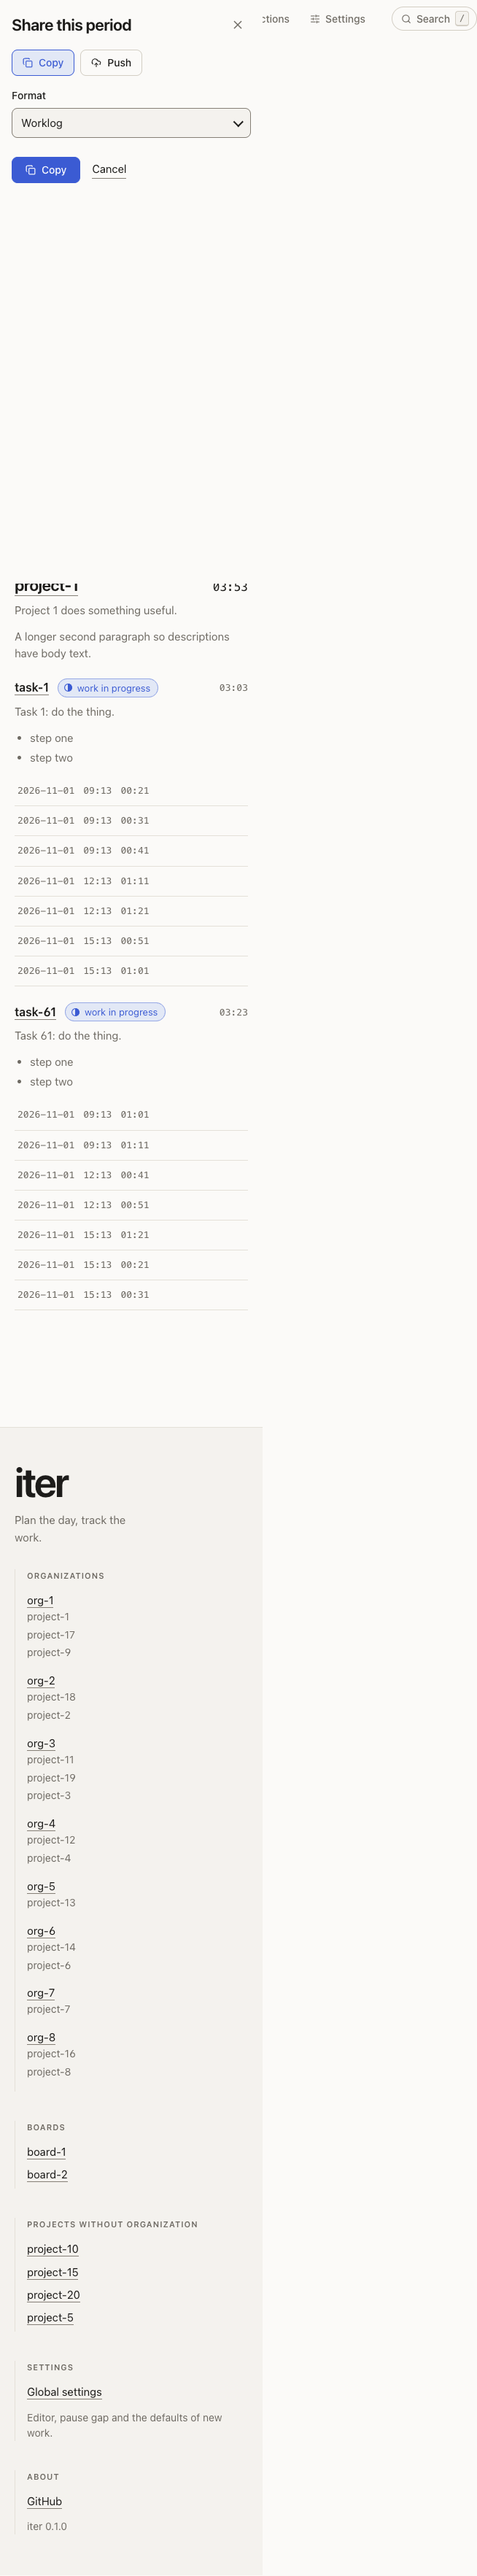 Share this period
ctions
Settings
Search /
Copy
Push
Format
Worklog
Copy
Cancel
project-1
03:53
Project 1 does something useful.
A longer second paragraph so descriptions
have body text.
task-1
work in progress
03:03
Task 1: do the thing.
• step one
• step two
2026-11-01 09:13 00:21
2026-11-01 09:13 00:31
2026-11-01 09:13 00:41
2026-11-01 12:13 01:11
2026-11-01 12:13 01:21
2026-11-01 15:13 00:51
2026-11-01 15:13 01:01
task-61
work in progress
03:23
Task 61: do the thing.
• step one
• step two
2026-11-01 09:13 01:01
2026-11-01 09:13 01:11
2026-11-01 12:13 00:41
2026-11-01 12:13 00:51
2026-11-01 15:13 01:21
2026-11-01 15:13 00:21
2026-11-01 15:13 00:31
iter
Plan the day, track the
work.
ORGANIZATIONS
org-1
project-1
project-17
project-9
org-2
project-18
project-2
org-3
project-11
project-19
project-3
org-4
project-12
project-4
org-5
project-13
org-6
project-14
project-6
org-7
project-7
org-8
project-16
project-8
BOARDS
board-1
board-2
PROJECTS WITHOUT ORGANIZATION
project-10
project-15
project-20
project-5
SETTINGS
Global settings
Editor, pause gap and the defaults of new
work.
ABOUT
GitHub
iter 0.1.0